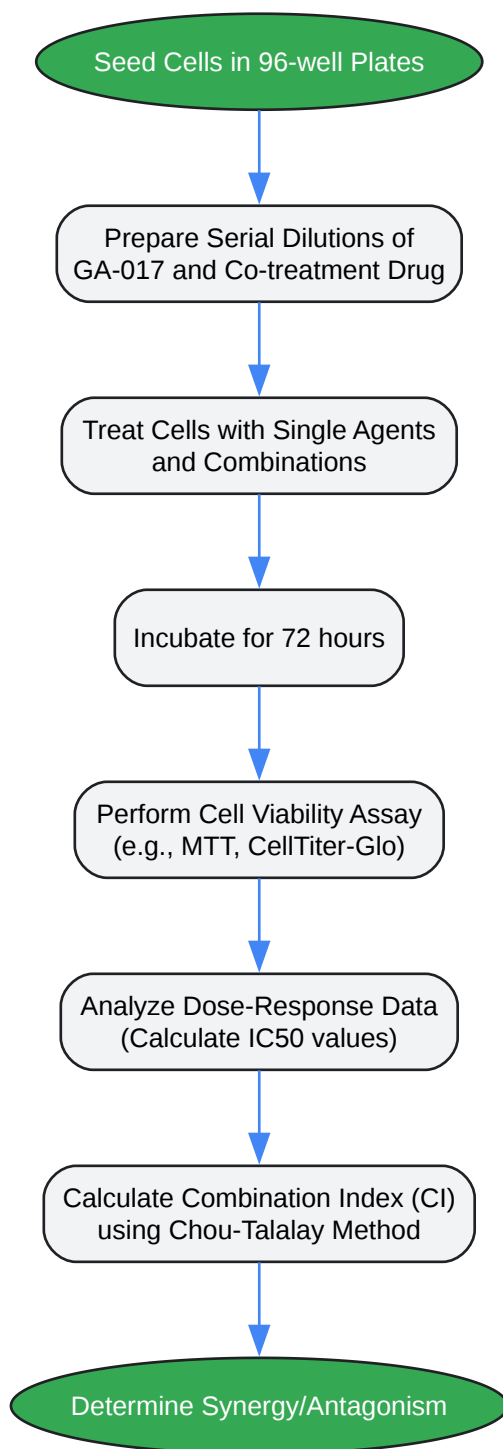 Seed Cells in 96-well Plates
Prepare Serial Dilutions of
GA-017 and Co-treatment Drug
Treat Cells with Single Agents
and Combinations
Incubate for 72 hours
Perform Cell Viability Assay
(e.g., MTT, CellTiter-Glo)
Analyze Dose-Response Data
(Calculate IC50 values)
Calculate Combination Index (CI)
using Chou-Talalay Method
Determine Synergy/Antagonism